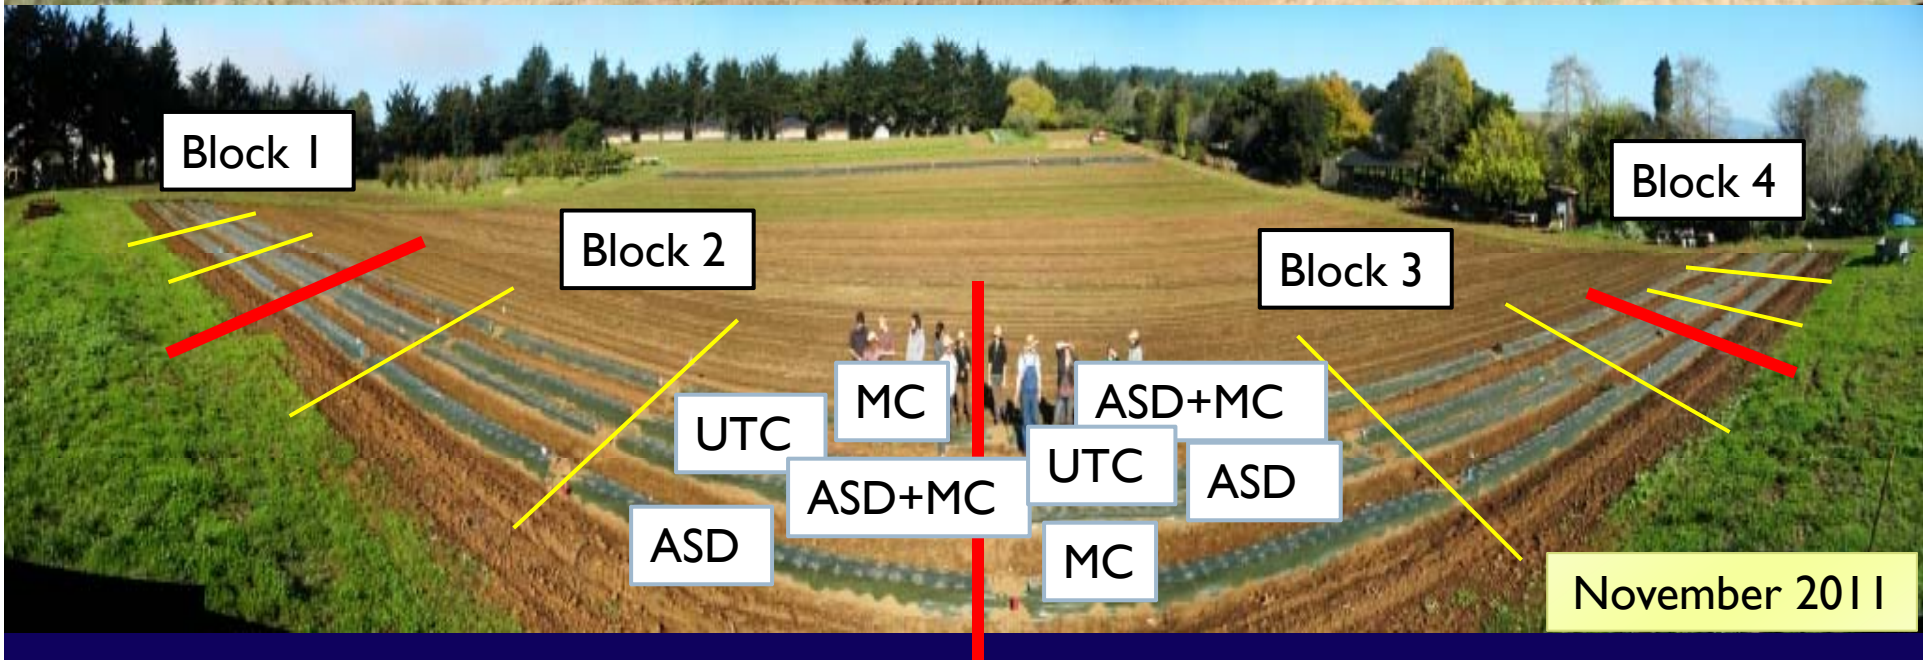 Block 1
Block 4
Block 2
Block 3
MC
ASD+MC
UTC
UTC
ASD
ASD+MC
ASD
MC
November 2011